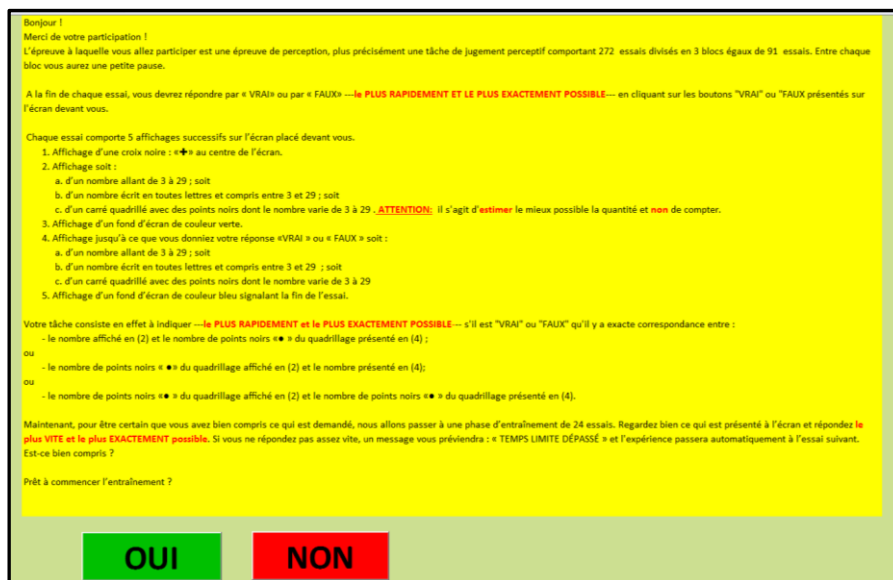 Bonjour !
Merci de votre participation !
L'épreuve à laquelle vous allez participer est une épreuve de perception, plus précisément une tâche de jugement perceptif comportant 272 essais divisés en 3 blocs égaux de 91 essais. Entre chaque
bloc vous aurez une petite pause.
A la fin de chaque essai, vous devrez répondre par « VRAI» ou par « FAUX» ---le PLUS RAPIDEMENT ET LE PLUS EXACTEMENT POSSIBLE--- en cliquant sur les boutons "VRAI" ou "FAUX présentés sur
l'écran devant vous.
Chaque essai comporte 5 affichages successifs sur l'écran placé devant vous.
1. Affichage d'une croix noire : «✚» au centre de l'écran.
2. Affichage soit :
a. d'un nombre allant de 3 à 29 ; soit
b. d'un nombre écrit en toutes lettres et compris entre 3 et 29 ; soit
c. d'un carré quadrillé avec des points noirs dont le nombre varie de 3 à 29 . ATTENTION: il s'agit d'estimer le mieux possible la quantité et non de compter.
3. Affichage d'un fond d'écran de couleur verte.
4. Affichage jusqu'à ce que vous donniez votre réponse «VRAI » ou « FAUX » soit :
a. d'un nombre allant de 3 à 29 ; soit
b. d'un nombre écrit en toutes lettres et compris entre 3 et 29 ; soit
c. d'un carré quadrillé avec des points noirs dont le nombre varie de 3 à 29
5. Affichage d'un fond d'écran de couleur bleu signalant la fin de l'essai.
Votre tâche consiste en effet à indiquer ---le PLUS RAPIDEMENT et le PLUS EXACTEMENT POSSIBLE--- s'il est "VRAI" ou "FAUX" qu'il y a exacte correspondance entre :
- le nombre affiché en (2) et le nombre de points noirs «● » du quadrillage présenté en (4) ;
ou
- le nombre de points noirs « ●» du quadrillage affiché en (2) et le nombre présenté en (4);
ou
- le nombre de points noirs «● » du quadrillage affiché en (2) et le nombre de points noirs «● » du quadrillage présenté en (4).
Maintenant, pour être certain que vous avez bien compris ce qui est demandé, nous allons passer à une phase d'entraînement de 24 essais. Regardez bien ce qui est présenté à l'écran et répondez le
plus VITE et le plus EXACTEMENT possible. Si vous ne répondez pas assez vite, un message vous préviendra : « TEMPS LIMITE DÉPASSÉ » et l'expérience passera automatiquement à l'essai suivant.
Est-ce bien compris ?
Prêt à commencer l'entraînement ?
OUI NON